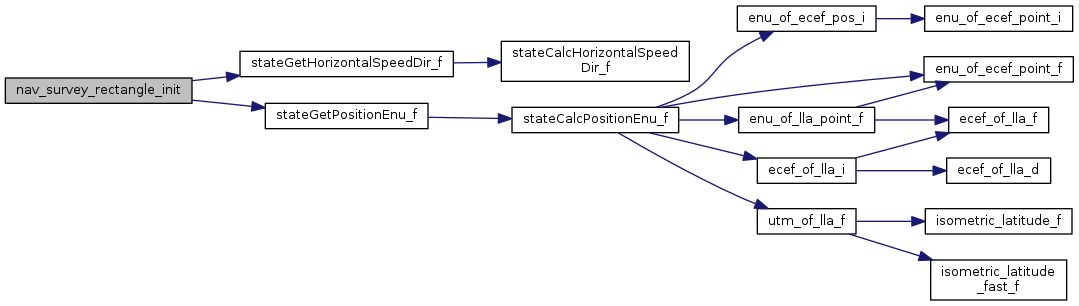 nav_survey_rectangle_init
stateGetHorizontalSpeedDir_f
stateCalcHorizontalSpeed
Dir_f
stateGetPositionEnu_f
stateCalcPositionEnu_f
enu_of_ecef_pos_i
enu_of_ecef_point_i
enu_of_ecef_point_f
enu_of_lla_point_f
ecef_of_lla_f
ecef_of_lla_i
ecef_of_lla_d
utm_of_lla_f
isometric_latitude_f
isometric_latitude
_fast_f